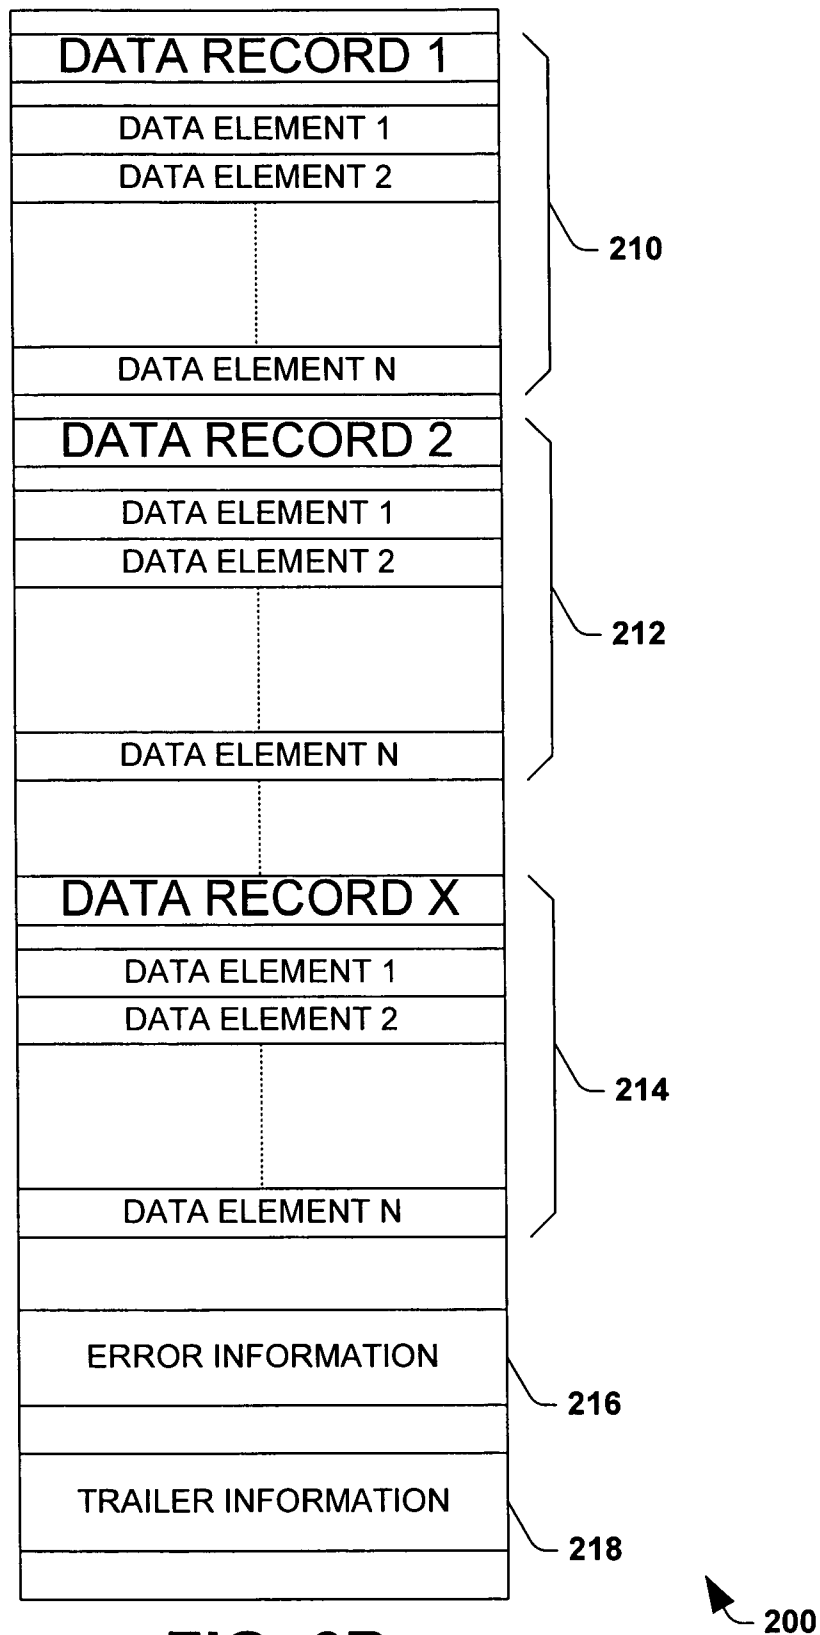 DATA RECORD 1
DATA ELEMENT 1
DATA ELEMENT 2
210
DATA ELEMENT N
DATA RECORD 2
DATA ELEMENT 1
DATA ELEMENT 2
212
DATA ELEMENT N
DATA RECORD X
DATA ELEMENT 1
DATA ELEMENT 2
214
DATA ELEMENT N
ERROR INFORMATION
216
TRAILER INFORMATION
218
200